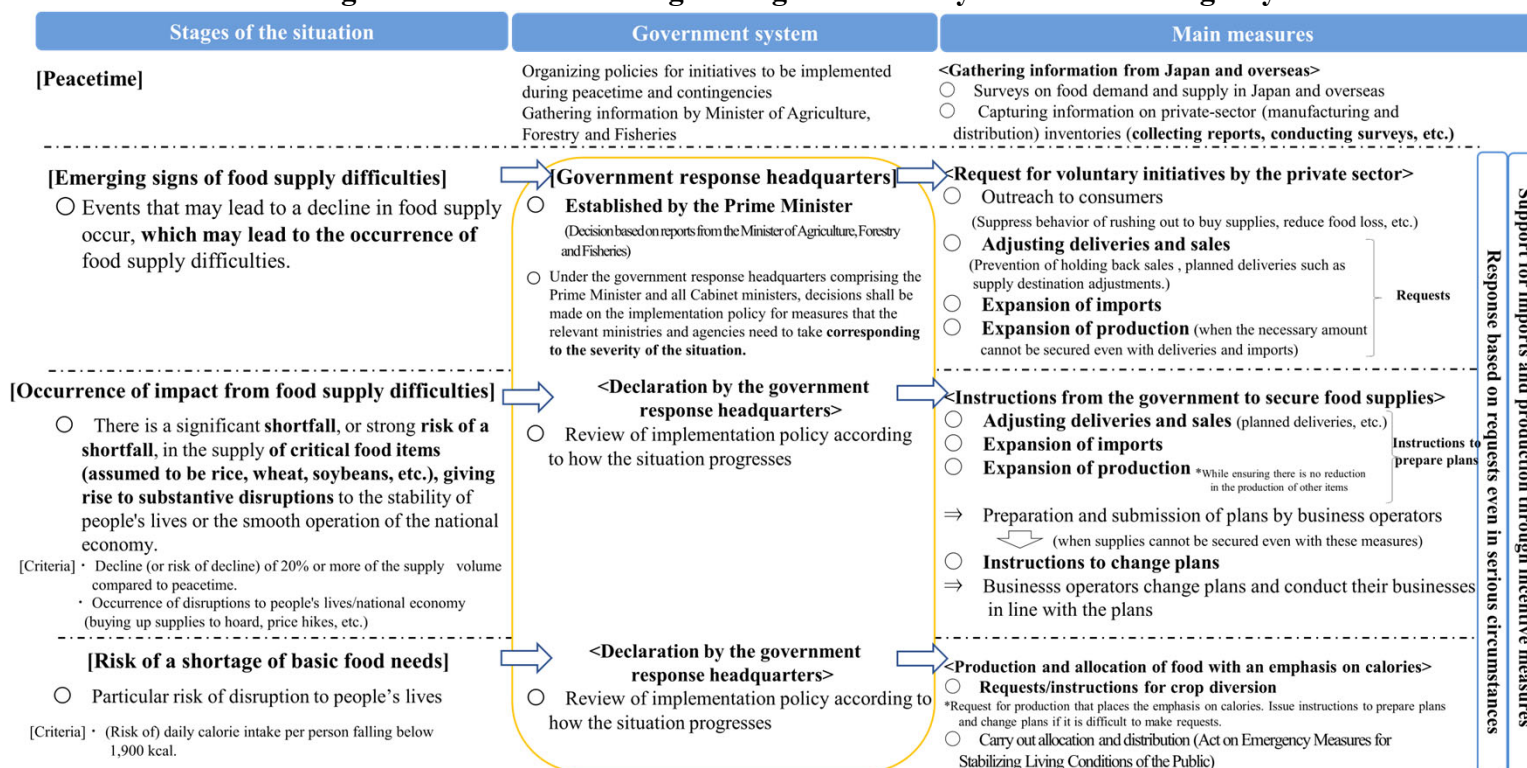 Stages of the situation
Government system
Main measures
[Peacetime]
Organizing policies for initiatives to be implemented
during peacetime and contingencies
Gathering information by Minister of Agriculture,
Forestry and Fisheries
<Gathering information from Japan and overseas>
○ Surveys on food demand and supply in Japan and overseas
○ Capturing information on private-sector (manufacturing and
distribution) inventories (collecting reports, conducting surveys, etc.)
[Emerging signs of food supply difficulties]
○ Events that may lead to a decline in food supply
occur, which may lead to the occurrence of
food supply difficulties.
[Government response headquarters]
○ Established by the Prime Minister
(Decision based on reports from the Minister of Agriculture, Forestry
and Fisheries)
○ Under the government response headquarters comprising the
Prime Minister and all Cabinet ministers, decisions shall be
made on the implementation policy for measures that the
relevant ministries and agencies need to take corresponding
to the severity of the situation.
<Request for voluntary initiatives by the private sector>
○ Outreach to consumers
(Suppress behavior of rushing out to buy supplies, reduce food loss, etc.)
○ Adjusting deliveries and sales
(Prevention of holding back sales , planned deliveries such as
supply destination adjustments.)
○ Expansion of imports
○ Expansion of production (when the necessary amount
cannot be secured even with deliveries and imports)
Requests
[Occurrence of impact from food supply difficulties]
○ There is a significant shortfall, or strong risk of a
shortfall, in the supply of critical food items
(assumed to be rice, wheat, soybeans, etc.), giving
rise to substantive disruptions to the stability of
people's lives or the smooth operation of the national
economy.
[Criteria]・ Decline (or risk of decline) of 20% or more of the supply volume
compared to peacetime.
・ Occurrence of disruptions to people's lives/national economy
(buying up supplies to hoard, price hikes, etc.)
<Declaration by the government
response headquarters>
○ Review of implementation policy according
to how the situation progresses
<Instructions from the government to secure food supplies>
○ Adjusting deliveries and sales (planned deliveries, etc.)
○ Expansion of imports
○ Expansion of production *While ensuring there is no reduction
in the production of other items
Instructions to
prepare plans
⇒ Preparation and submission of plans by business operators
(when supplies cannot be secured even with these measures)
○ Instructions to change plans
⇒ Businesss operators change plans and conduct their businesses
in line with the plans
[Risk of a shortage of basic food needs]
○ Particular risk of disruption to people's lives
[Criteria]・ (Risk of) daily calorie intake per person falling below
1,900 kcal.
<Declaration by the government
response headquarters>
○ Review of implementation policy according to
how the situation progresses
<Production and allocation of food with an emphasis on calories>
○ Requests/instructions for crop diversion
*Request for production that places the emphasis on calories. Issue instructions to prepare plans
and change plans if it is difficult to make requests.
○ Carry out allocation and distribution (Act on Emergency Measures for
Stabilizing Living Conditions of the Public)
Response based on requests even in serious circumstances
Support for imports and production through incentive measures